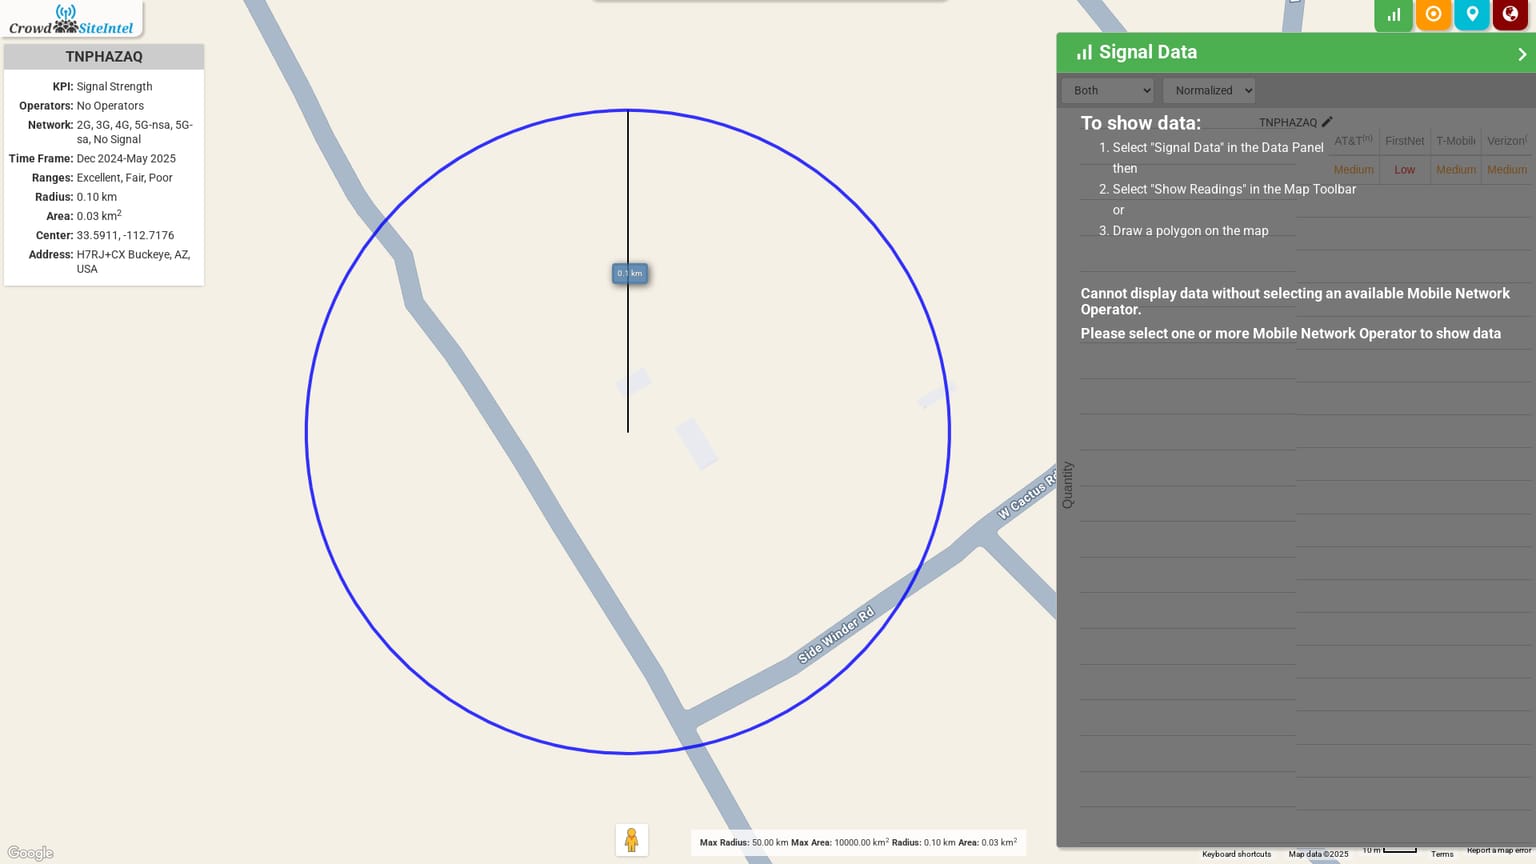 Crowd SiteIntel
TNPHAZAQ
KPI: Signal Strength
Operators: No Operators
Network: 2G, 3G, 4G, 5G-nsa, 5G-
sa, No Signal
Time Frame: Dec 2024-May 2025
Ranges: Excellent, Fair, Poor
Radius: 0.10 km
Area: 0.03 km²
Center: 33.5911, -112.7176
Address: H7RJ+CX Buckeye, AZ,
USA
0.1 km
W Cactus Rd
Side Winder Rd
Signal Data
Both Normalized
To show data:
TNPHAZAQ
AT&T(n) FirstNet T-Mobil Verizon(
Medium Low Medium Medium
1. Select "Signal Data" in the Data Panel
then
2. Select "Show Readings" in the Map Toolbar
or
3. Draw a polygon on the map
Cannot display data without selecting an available Mobile Network
Operator.
Please select one or more Mobile Network Operator to show data
Quantity
Max Radius: 50.00 km Max Area: 10000.00 km² Radius: 0.10 km Area: 0.03 km²
Google
Keyboard shortcuts Map data ©2025 10 m Terms Report a map error